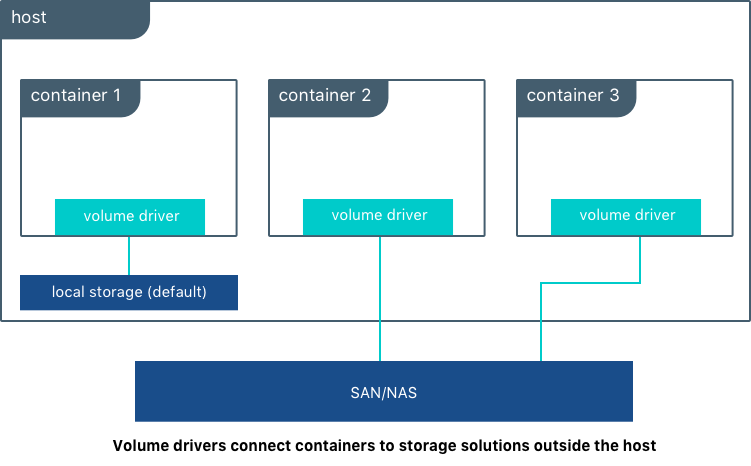 host
container 1
container 2
container 3
volume driver
volume driver
volume driver
local storage (default)
SAN/NAS
Volume drivers connect containers to storage solutions outside the host